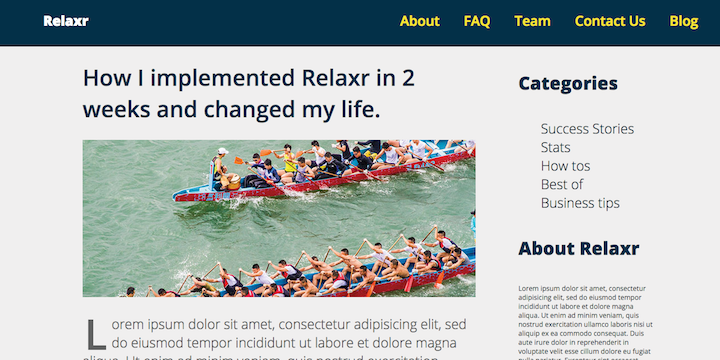 Relaxr
About FAQ Team Contact Us Blog
How I implemented Relaxr in 2
weeks and changed my life.
Lorem ipsum dolor sit amet, consectetur adipisicing elit, sed
do eiusmod tempor incididunt ut labore et dolore magna
aliqua. Ut enim ad minim veniam, quis nostrud exercitation
Categories
Success Stories
Stats
How tos
Best of
Business tips
About Relaxr
Lorem ipsum dolor sit amet, consectetur
adipisicing elit, sed do eiusmod tempor
incididunt ut labore et dolore magna
aliqua. Ut enim ad minim veniam, quis
nostrud exercitation ullamco laboris nisi ut
aliquip ex ea commodo consequat. Duis
aute irure dolor in reprehenderit in
voluptate velit esse cillum dolore eu fugiat